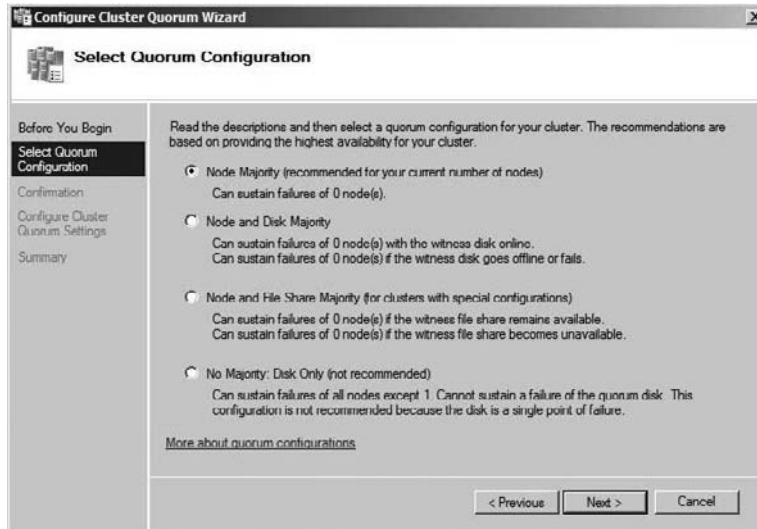 Configure Cluster Quorum Wizard
Select Quorum Configuration
Before You Begin
Select Quorum
Configuration
Confirmation
Configure Cluster
Quorum Settings
Summary
Read the descriptions and then select a quorum configuration for your cluster. The recommendations are
based on providing the highest availability for your cluster.
Node Majority (recommended for your current number of nodes)
Can sustain failures of 0 node(s).
Node and Disk Majority
Can sustain failures of 0 node(s) with the witness disk online.
Can sustain failures of 0 node(s) if the witness disk goes offline or fails.
Node and File Share Majority (for clusters with special configurations)
Can sustain failures of 0 node(s) if the witness file share remains available.
Can sustain failures of 0 node(s) if the witness file share becomes unavailable.
No Majority: Disk Only (not recommended)
Can sustain failures of all nodes except 1. Cannot sustain a failure of the quorum disk. This
configuration is not recommended because the disk is a single point of failure.
More about quorum configurations
< Previous Next > Cancel